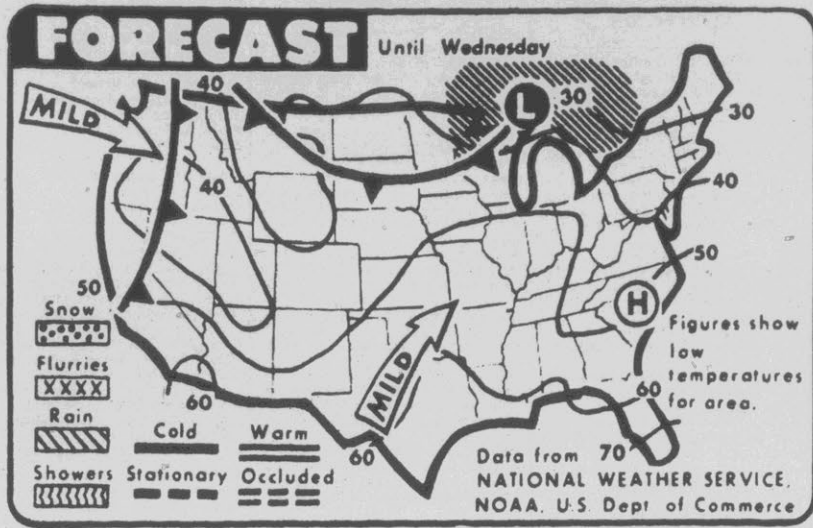 FORECAST
Until Wednesday
MILD
40
L
30
30
40
40
50
50
H
Snow
Flurries
Rain
Showers
Cold
Warm
Stationary
Occluded
60
MILD
60
60
70
Figures show
low
temperatures
for area.
Data from
NATIONAL WEATHER SERVICE,
NOAA, U.S. Dept of Commerce